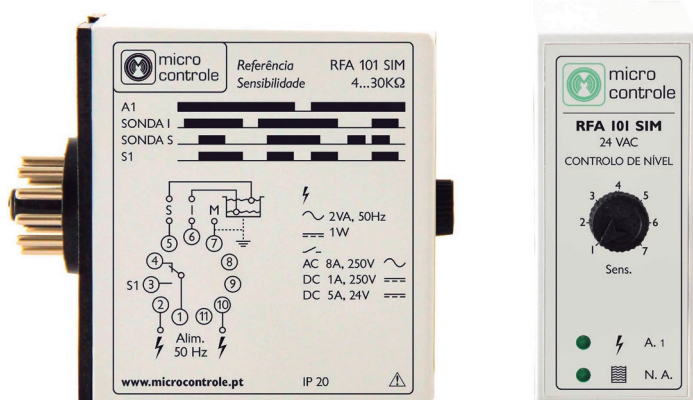 micro
controle
Referência RFA 101 SIM
Sensibilidade 4...30KΩ
A1
SONDA I
SONDA S
S1
S I M
5 6 7
4 8
S1 3 9
2 10
1 11
Alim.
50 Hz
2VA, 50Hz
1W
AC 8A, 250V
DC 1A, 250V
DC 5A, 24V
www.microcontrole.pt IP 20
micro
controle
RFA 101 SIM
24 VAC
CONTROLO DE NÍVEL
1 2 3 4 5 6 7
Sens.
A. 1
N. A.